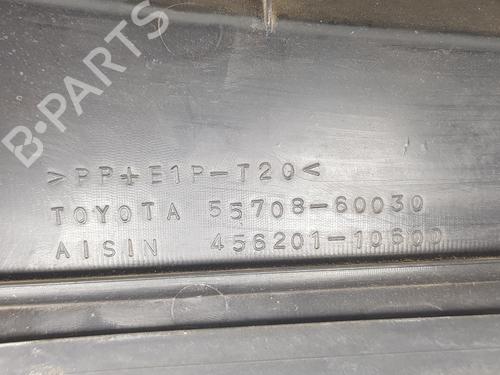 B-PARTS
>PP+E1P-T20<
TOYOTA 55708-60030
AISIN 456201-10600